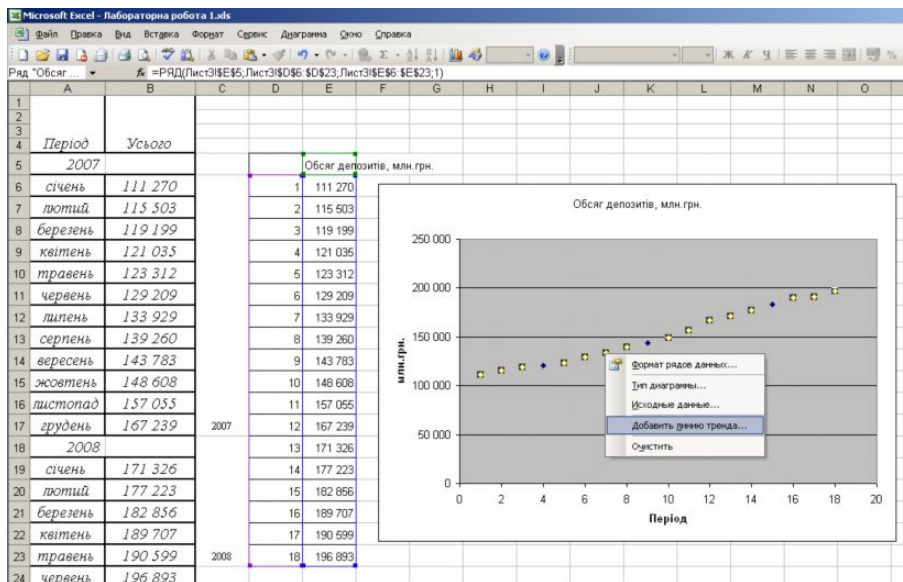 Microsoft Excel - Лабораторна робота 1.xls
Файл Правка Вид Вставка Формат Сервис Диаграмма Окно Справка
Ж К Ч %
Ряд "Обсяг ... fx =РЯД(Лист3!$E$5;Лист3!$D$6:$D$23;Лист3!$E$6:$E$23;1)
A B C D E F G H I J K L M N O
1
2
3
4 Період Усього
5 2007 Обсяг депозитів, млн.грн.
6 січень 111 270 1 111 270
7 лютий 115 503 2 115 503
8 березень 119 199 3 119 199
9 квітень 121 035 4 121 035
10 травень 123 312 5 123 312
11 червень 129 209 6 129 209
12 липень 133 929 7 133 929
13 серпень 139 260 8 139 260
14 вересень 143 783 9 143 783
15 жовтень 148 608 10 148 608
16 листопад 157 055 11 157 055
17 грудень 167 239 2007 12 167 239
18 2008 13 171 326
19 січень 171 326 14 177 223
20 лютий 177 223 15 182 856
21 березень 182 856 16 189 707
22 квітень 189 707 17 190 599
23 травень 190 599 2008 18 196 893
24 червень 196 893
Обсяг депозитів, млн.грн.
250 000
200 000
150 000
100 000
50 000
0
млн.грн.
0 2 4 6 8 10 12 14 16 18 20
Період
Формат рядов данных...
Тип диаграммы...
Исходные данные...
Добавить линию тренда...
Очистить